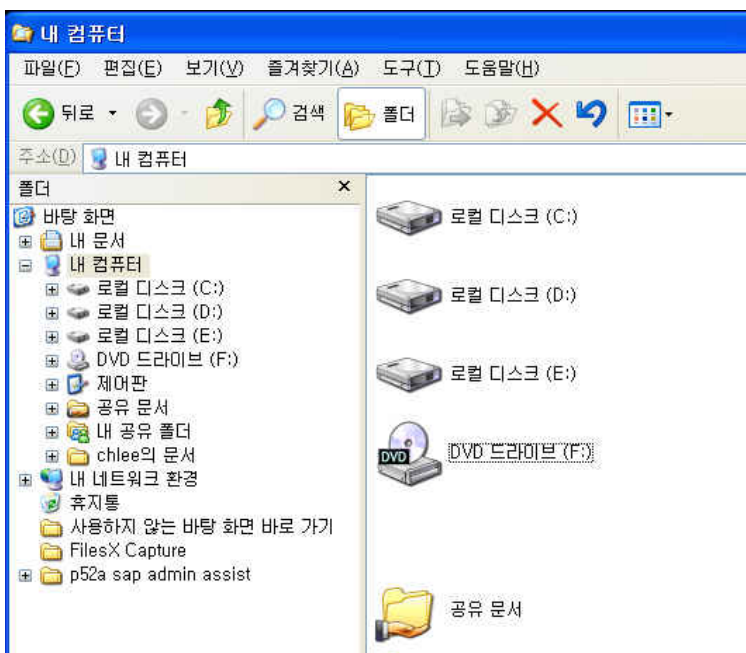 내 컴퓨터
파일(F) 편집(E) 보기(V) 즐겨찾기(A) 도구(T) 도움말(H)
뒤로 검색 폴더
주소(D) 내 컴퓨터
폴더
바탕 화면
내 문서
내 컴퓨터
로컬 디스크 (C:)
로컬 디스크 (D:)
로컬 디스크 (E:)
DVD 드라이브 (F:)
제어판
공유 문서
내 공유 폴더
chlee의 문서
내 네트워크 환경
휴지통
사용하지 않는 바탕 화면 바로 가기
FilesX Capture
p52a sap admin assist
로컬 디스크 (C:)
로컬 디스크 (D:)
로컬 디스크 (E:)
DVD
DVD 드라이브 (F:)
공유 문서